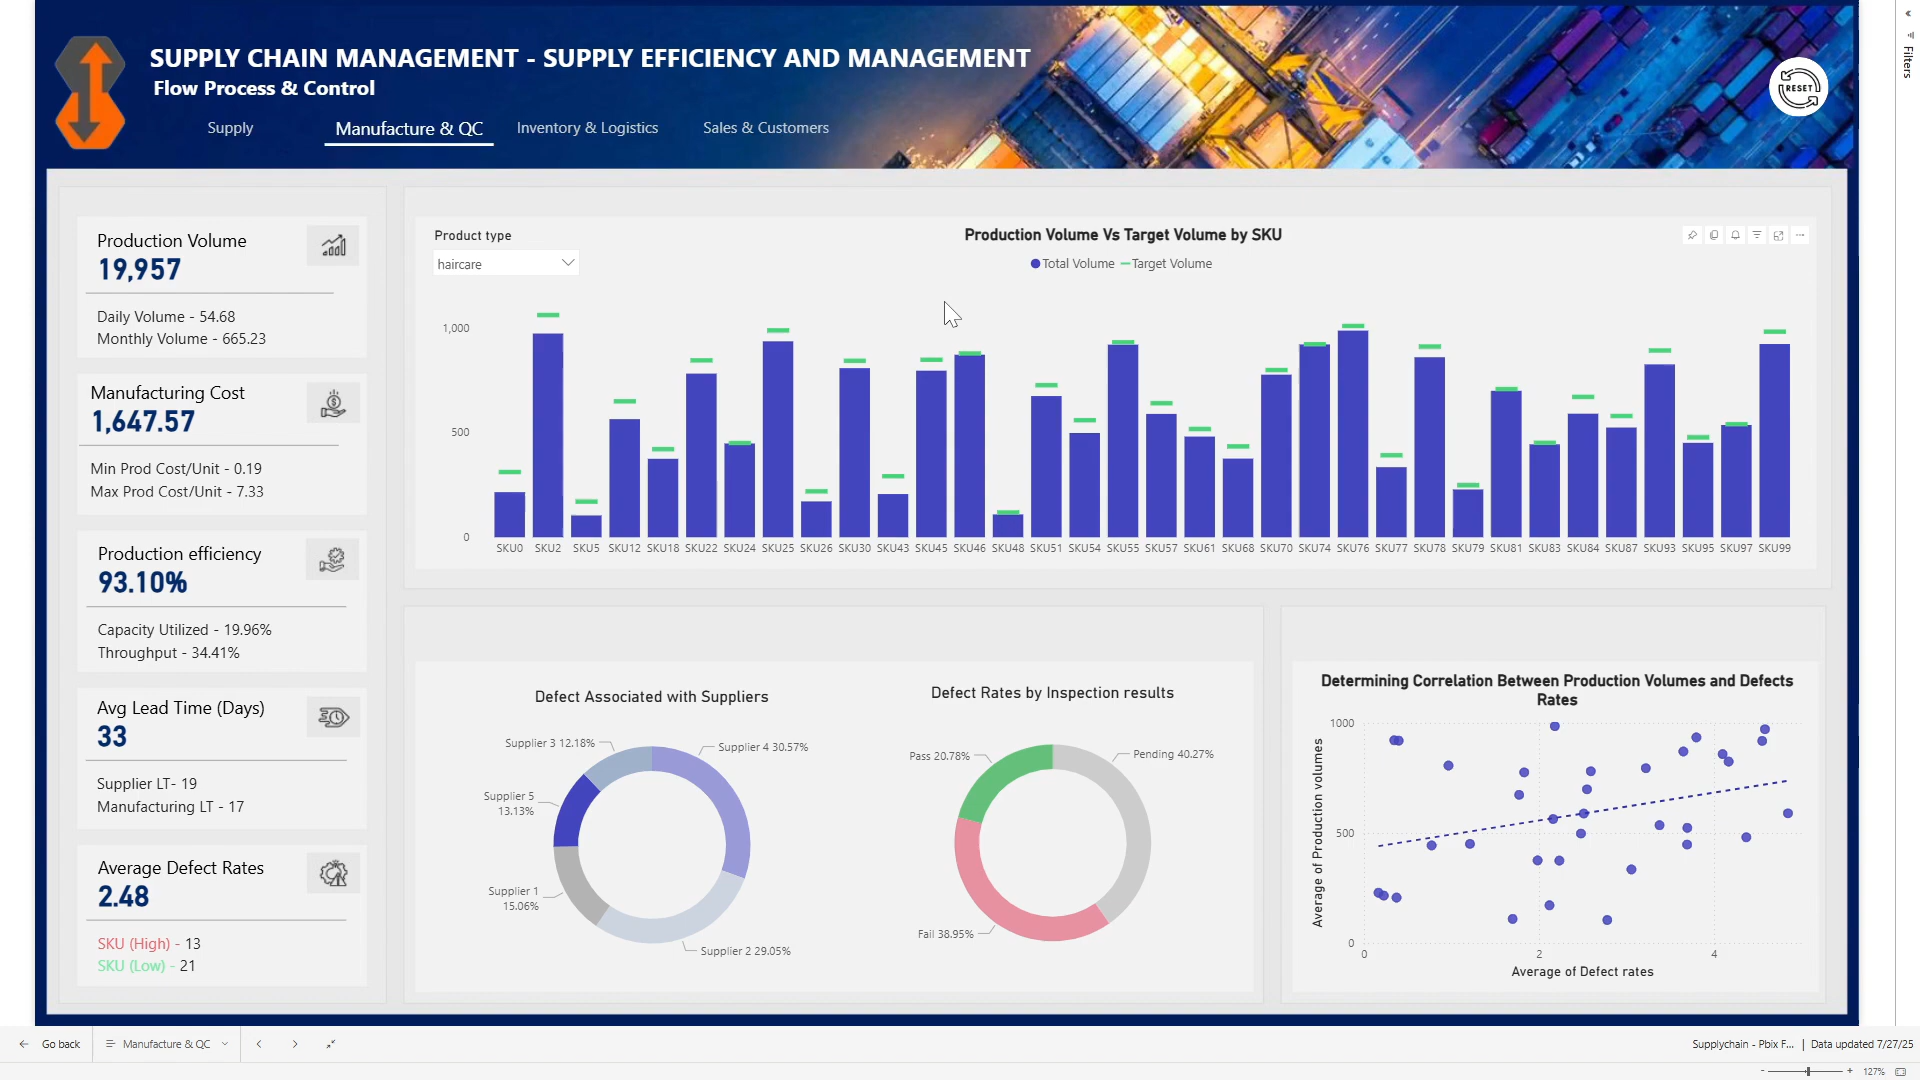 SUPPLY CHAIN MANAGEMENT - SUPPLY EFFICIENCY AND MANAGEMENT
Flow Process & Control
Supply
Manufacture & QC
Inventory & Logistics
Sales & Customers
RESET
Filters
Production Volume
19,957
Daily Volume - 54.68
Monthly Volume - 665.23
Manufacturing Cost
1,647.57
Min Prod Cost/Unit - 0.19
Max Prod Cost/Unit - 7.33
Production efficiency
93.10%
Capacity Utilized - 19.96%
Throughput - 34.41%
Avg Lead Time (Days)
33
Supplier LT- 19
Manufacturing LT - 17
Average Defect Rates
2.48
SKU (High) - 13
SKU (Low) - 21
Product type
haircare
Production Volume Vs Target Volume by SKU
Total Volume Target Volume
1,000
500
0
SKU0 SKU2 SKU5 SKU12 SKU18 SKU22 SKU24 SKU25 SKU26 SKU30 SKU43 SKU45 SKU46 SKU48 SKU51 SKU54 SKU55 SKU57 SKU61 SKU68 SKU70 SKU74 SKU76 SKU77 SKU78 SKU79 SKU81 SKU83 SKU84 SKU87 SKU93 SKU95 SKU97 SKU99
Defect Associated with Suppliers
Supplier 3 12.18%
Supplier 4 30.57%
Supplier 5
13.13%
Supplier 1
15.06%
Supplier 2 29.05%
Defect Rates by Inspection results
Pass 20.78%
Pending 40.27%
Fail 38.95%
Determining Correlation Between Production Volumes and Defects
Rates
Average of Production volumes
1000
500
0
0 2 4
Average of Defect rates
Go back
Manufacture & QC
Supplychain - Pbix F... | Data updated 7/27/25
- + 127%